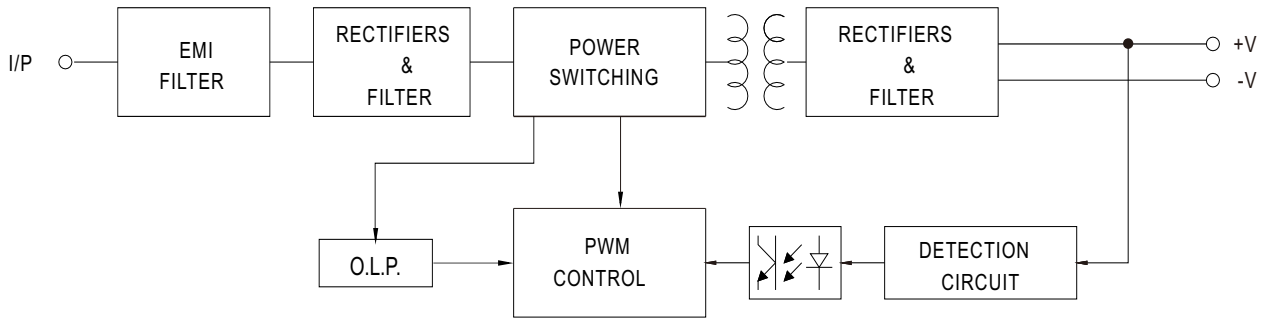 I/P
EMI
FILTER
RECTIFIERS
&
FILTER
POWER
SWITCHING
RECTIFIERS
&
FILTER
+V
-V
O.L.P.
PWM
CONTROL
DETECTION
CIRCUIT